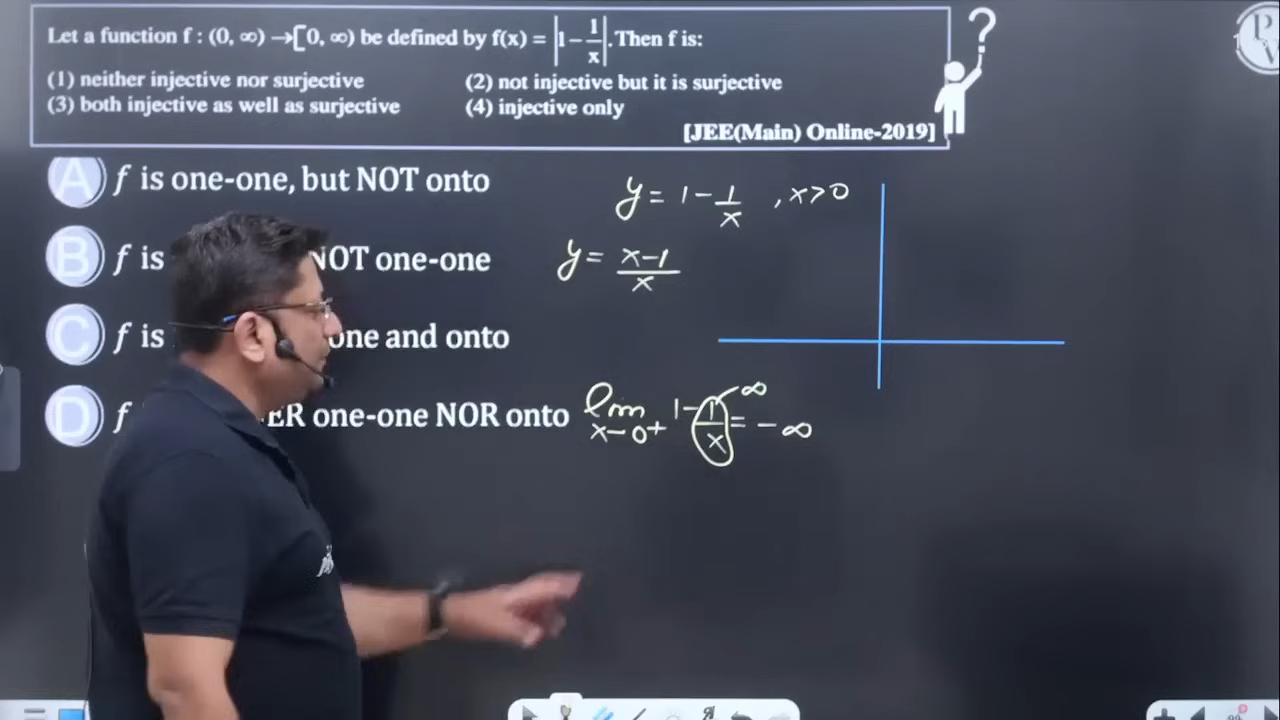 Let a function f : (0, ∞) →[0, ∞) be defined by f(x) = |1 − 1/x|. Then f is:
(1) neither injective nor surjective (2) not injective but it is surjective
(3) both injective as well as surjective (4) injective only
[JEE(Main) Online-2019]
A f is one-one, but NOT onto
B f is NOT one-one
C f is one and onto
D f ER one-one NOR onto
y = 1 − 1/x , x>0
y = x−1/x
lim x→0+ 1 − 1/x = −∞
∞
?